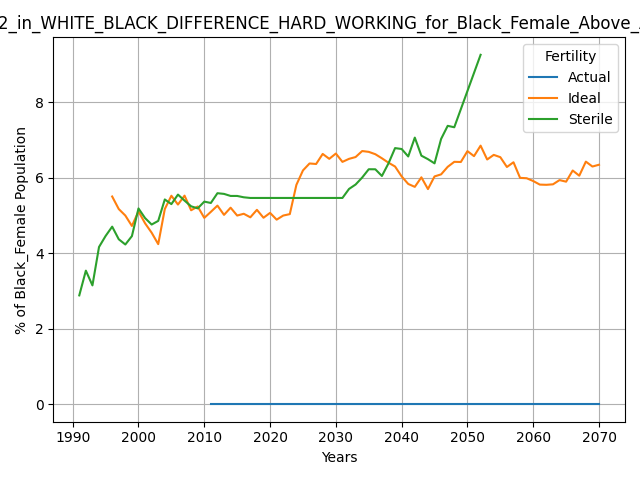 2_in_WHITE_BLACK_DIFFERENCE_HARD_WORKING_for_Black_Female_Above_
% of Black_Female Population
8
6
4
2
0
Fertility
Actual
Ideal
Sterile
1990 2000 2010 2020 2030 2040 2050 2060 2070
Years